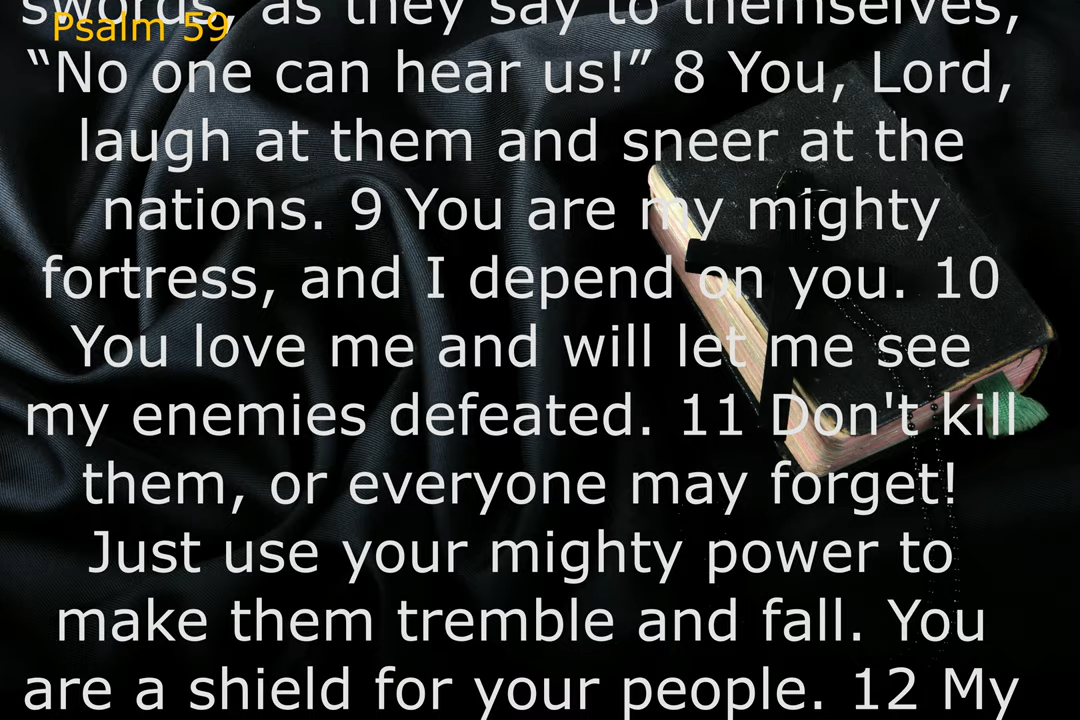 swords, as they say to themselves,
Psalm 59
“No one can hear us!” 8 You, Lord,
laugh at them and sneer at the
nations. 9 You are my mighty
fortress, and I depend on you. 10
You love me and will let me see
my enemies defeated. 11 Don't kill
them, or everyone may forget!
Just use your mighty power to
make them tremble and fall. You
are a shield for your people. 12 My